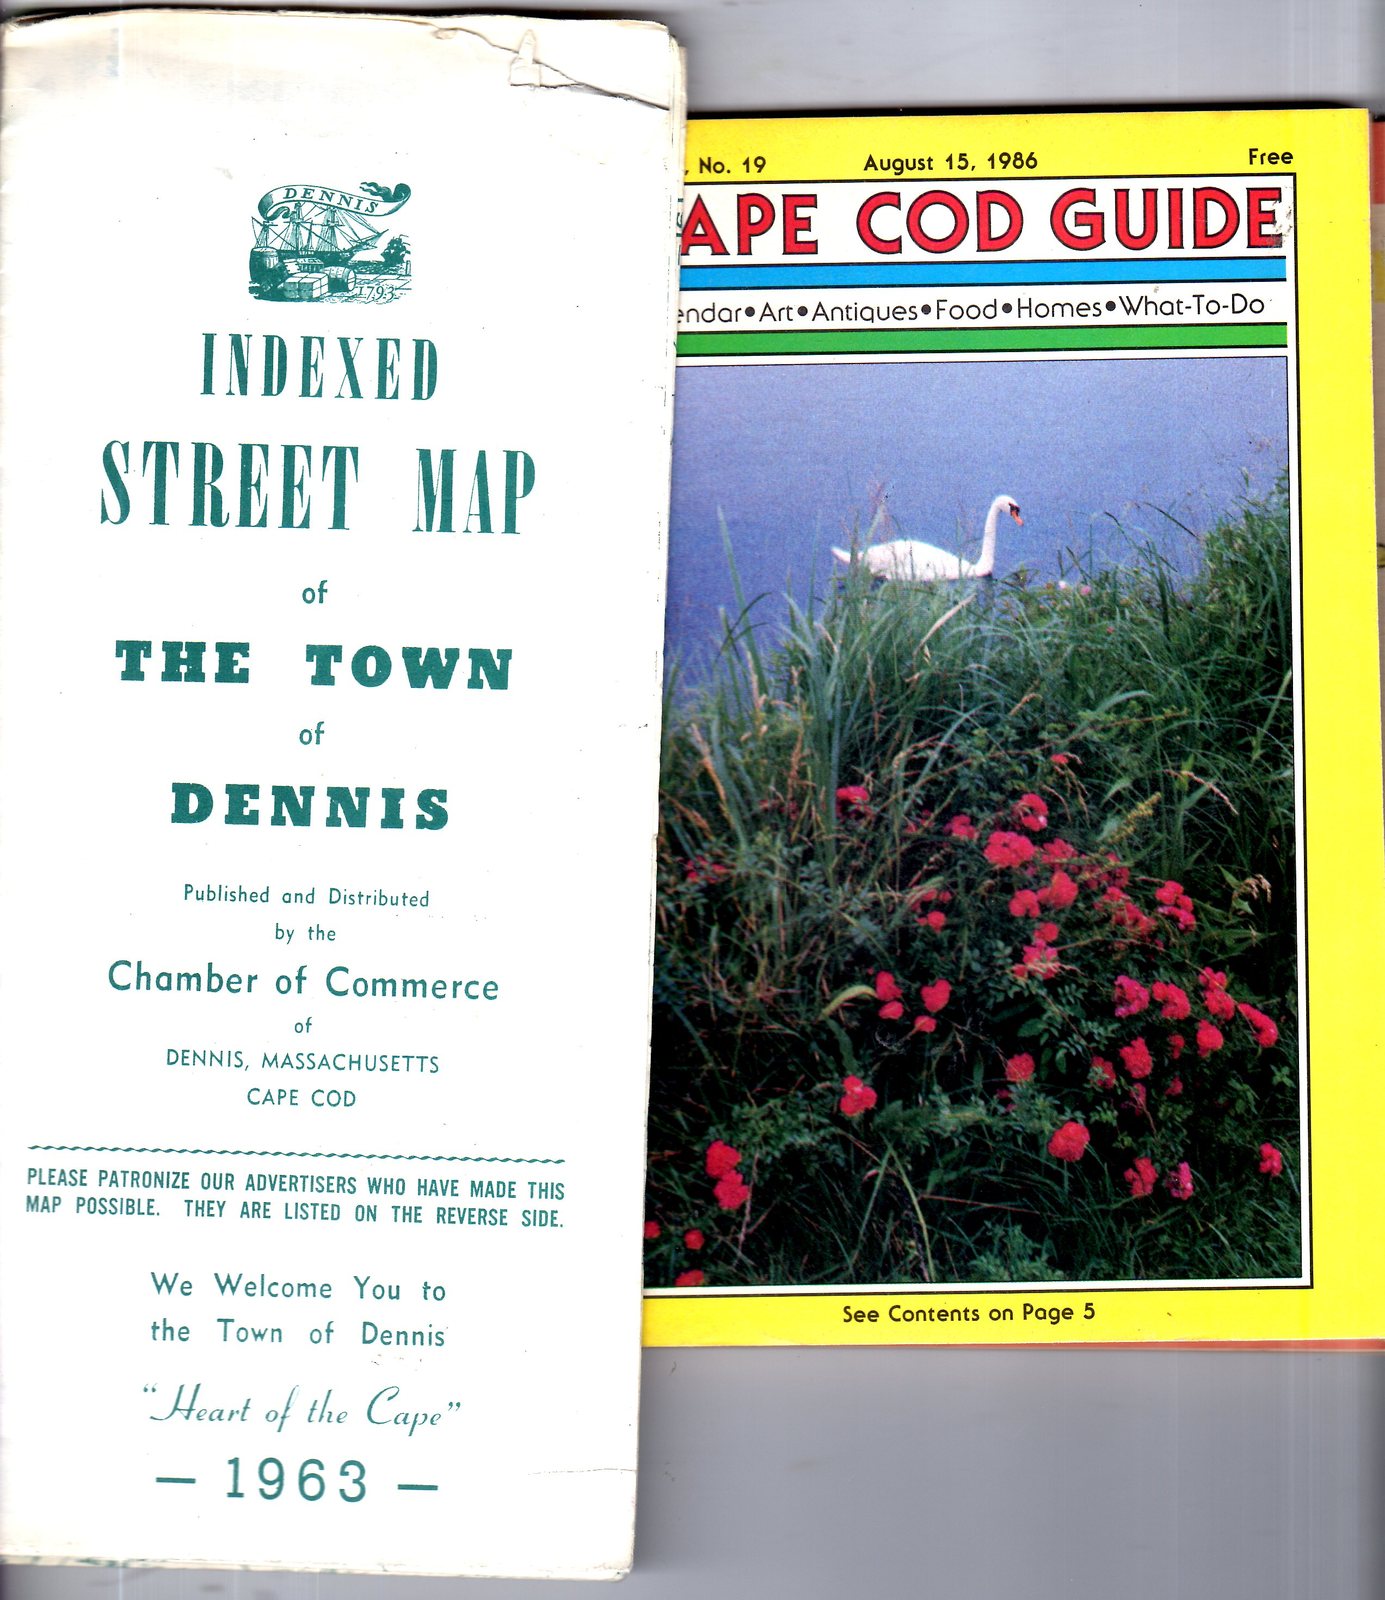 DENNIS
1793
INDEXED
STREET MAP
of
THE TOWN
of
DENNIS
Published and Distributed
by the
Chamber of Commerce
of
DENNIS, MASSACHUSETTS
CAPE COD
PLEASE PATRONIZE OUR ADVERTISERS WHO HAVE MADE THIS
MAP POSSIBLE. THEY ARE LISTED ON THE REVERSE SIDE.
We Welcome You to
the Town of Dennis
"Heart of the Cape"
— 1963 —
, No. 19 August 15, 1986 Free
APE COD GUIDE
endar•Art•Antiques•Food•Homes•What-To-Do
See Contents on Page 5